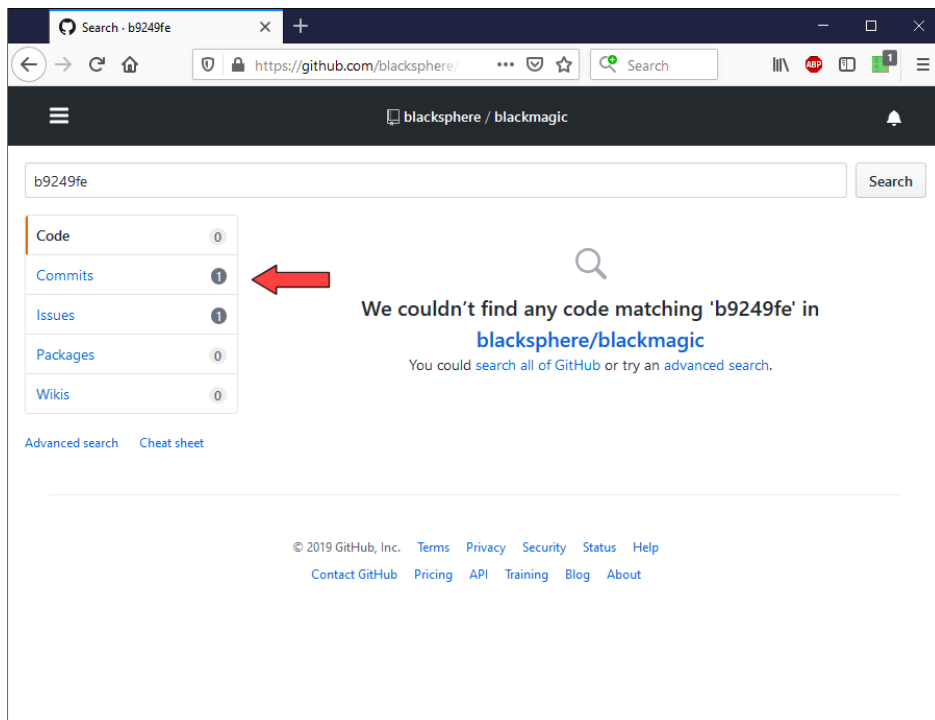 Search · b9249fe
https://github.com/blacksphere/
Search
ABP
1
blacksphere / blackmagic
b9249fe
Search
Code 0
Commits 1
Issues 1
Packages 0
Wikis 0
Advanced search Cheat sheet
We couldn’t find any code matching 'b9249fe' in
blacksphere/blackmagic
You could search all of GitHub or try an advanced search.
© 2019 GitHub, Inc. Terms Privacy Security Status Help
Contact GitHub Pricing API Training Blog About